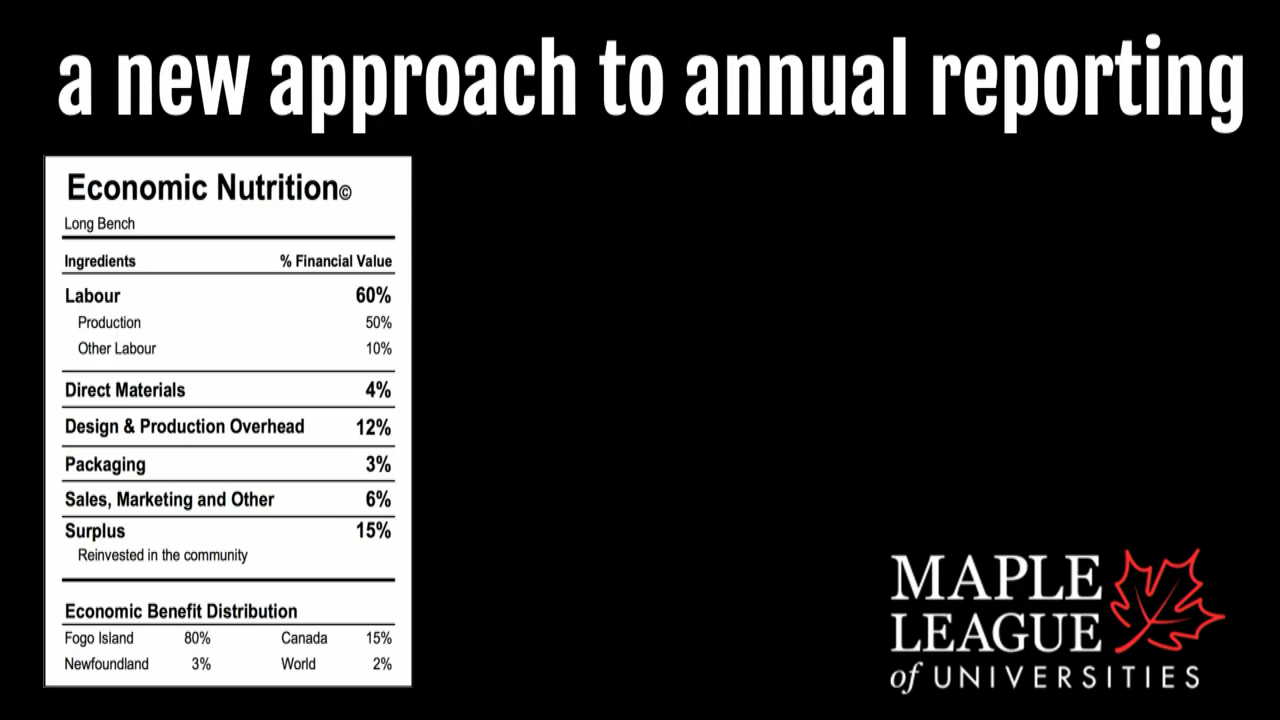 a new approach to annual reporting
Economic Nutrition©
Long Bench
Ingredients % Financial Value
Labour 60%
Production 50%
Other Labour 10%
Direct Materials 4%
Design & Production Overhead 12%
Packaging 3%
Sales, Marketing and Other 6%
Surplus 15%
Reinvested in the community
Economic Benefit Distribution
Fogo Island 80% Canada 15%
Newfoundland 3% World 2%
MAPLE
LEAGUE
of UNIVERSITIES